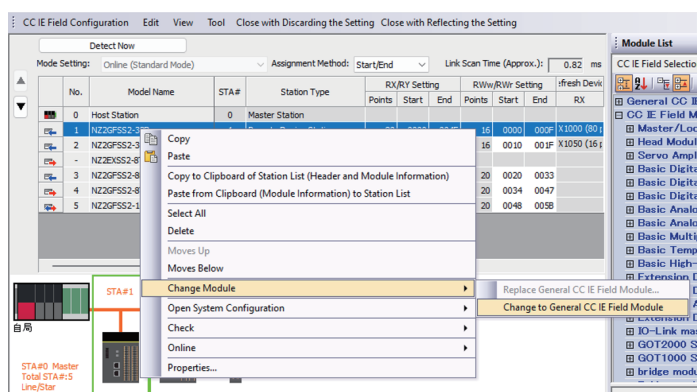 CC IE Field Configuration Edit View Tool Close with Discarding the Setting Close with Reflecting the Setting
Detect Now
Mode Setting: Online (Standard Mode) Assignment Method: Start/End Link Scan Time (Approx.): 0.82 ms
No. Model Name STA# Station Type RX/RY Setting RWw/RWr Setting
Points Start End Points Start End RX
0 Host Station 0 Master Station
1 NZ2GFSS2-32 16 0000 000F X1000 (80
2 NZ2GFSS2-3 16 0010 001F X1050 (16
- NZ2EXSS2-8
3 NZ2GFSS2-8 20 0020 0033
4 NZ2GFSS2-8 20 0034 0047
5 NZ2GFSS2-1 20 0048 005B
Copy
Paste
Copy to Clipboard of Station List (Header and Module Information)
Paste from Clipboard (Module Information) to Station List
Select All
Delete
Moves Up
Moves Below
Change Module
Open System Configuration
Check
Online
Properties...
Replace General CC IE Field Module...
Change to General CC IE Field Module
STA#1
自局
STA#0 Master
Total STA#:5
Line/Star
Module List
CC IE Field Selectio
General CC I
CC IE Field M
Master/Loc
Head Modul
Servo Ampl
Basic Digita
Basic Digita
Basic Digita
Basic Analo
Basic Analo
Basic Multi
Basic Temp
Basic High-
Extension D
Extension D
IO-Link mas
GOT2000 S
GOT1000 S
bridge modu